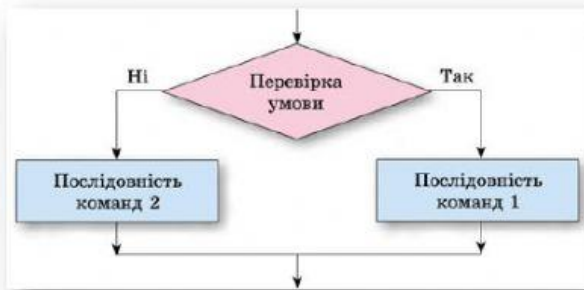 Ні
Перевірка
умови
Так
Послідовність
команд 2
Послідовність
команд 1